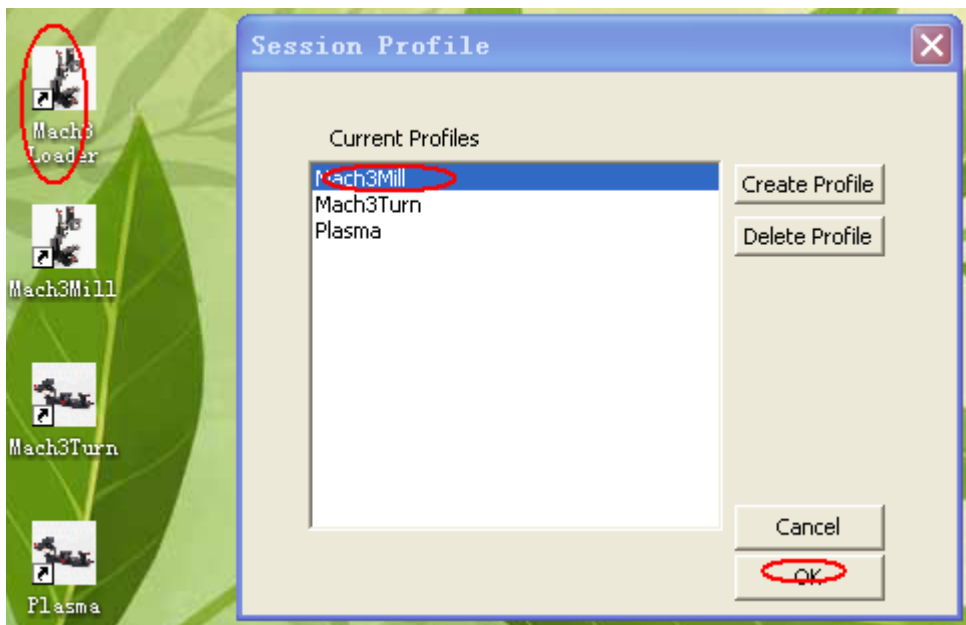 Mach3
Loader
Mach3Mill
Mach3Turn
Plasma
Session Profile
Current Profiles
Mach3Mill
Mach3Turn
Plasma
Create Profile
Delete Profile
Cancel
OK